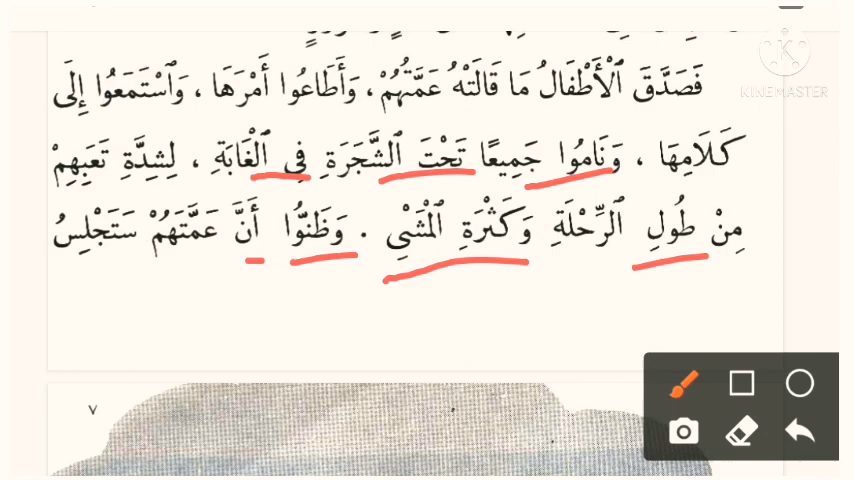 فَصَدَّقَ ٱلْأَطْفَالُ مَا قَالَتْهُ عَمَّتُهُمْ، وَأَطَاعُوا أَمْرَهَا ، وَٱسْتَمَعُوا إِلَى
كَلَامِهَا ، وَنَامُوا جَمِيعًا تَحْتَ ٱلشَّجَرَةِ فِي ٱلْغَابَةِ ، لِشِدَّةِ تَعَبِهِمْ
مِنْ طُولِ ٱلرِّحْلَةِ وَكَثْرَةِ ٱلْمَشْيِ . وَظَنُّوا أَنَّ عَمَّتَهُمْ سَتَجْلِسُ
٧
KINEMASTER